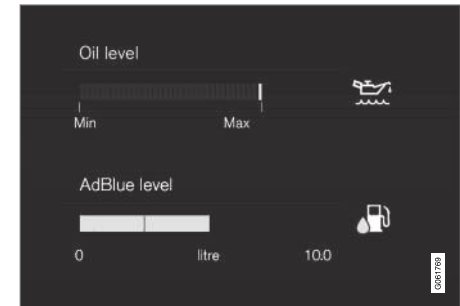 Oil level
Min Max
AdBlue level
0 litre 10.0
G061769